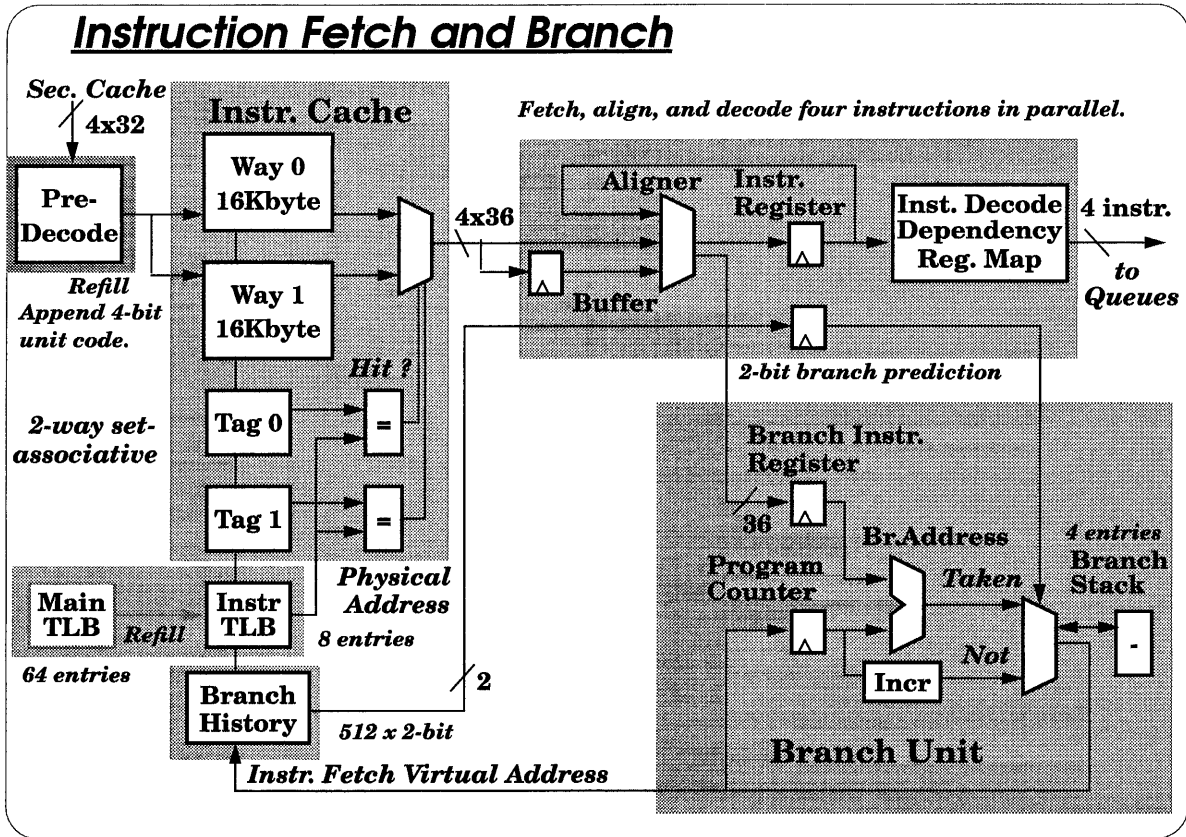 Instruction Fetch and Branch
Sec. Cache
4x32
Pre-
Decode
Refill
Append 4-bit
unit code.
Instr. Cache
Way 0
16Kbyte
Way 1
16Kbyte
Hit ?
Tag 0
=
2-way set-
associative
Tag 1
=
Physical
Address
Main
TLB
Refill
Instr
TLB
64 entries
8 entries
Branch
History
512 x 2-bit
2
Instr. Fetch Virtual Address
Fetch, align, and decode four instructions in parallel.
4x36
Aligner
Buffer
Instr.
Register
Inst. Decode
Dependency
Reg. Map
4 instr.
to
Queues
2-bit branch prediction
Branch Instr.
Register
36
Br.Address
Program
Counter
Taken
4 entries
Branch
Stack
-
Not
Incr
Branch Unit